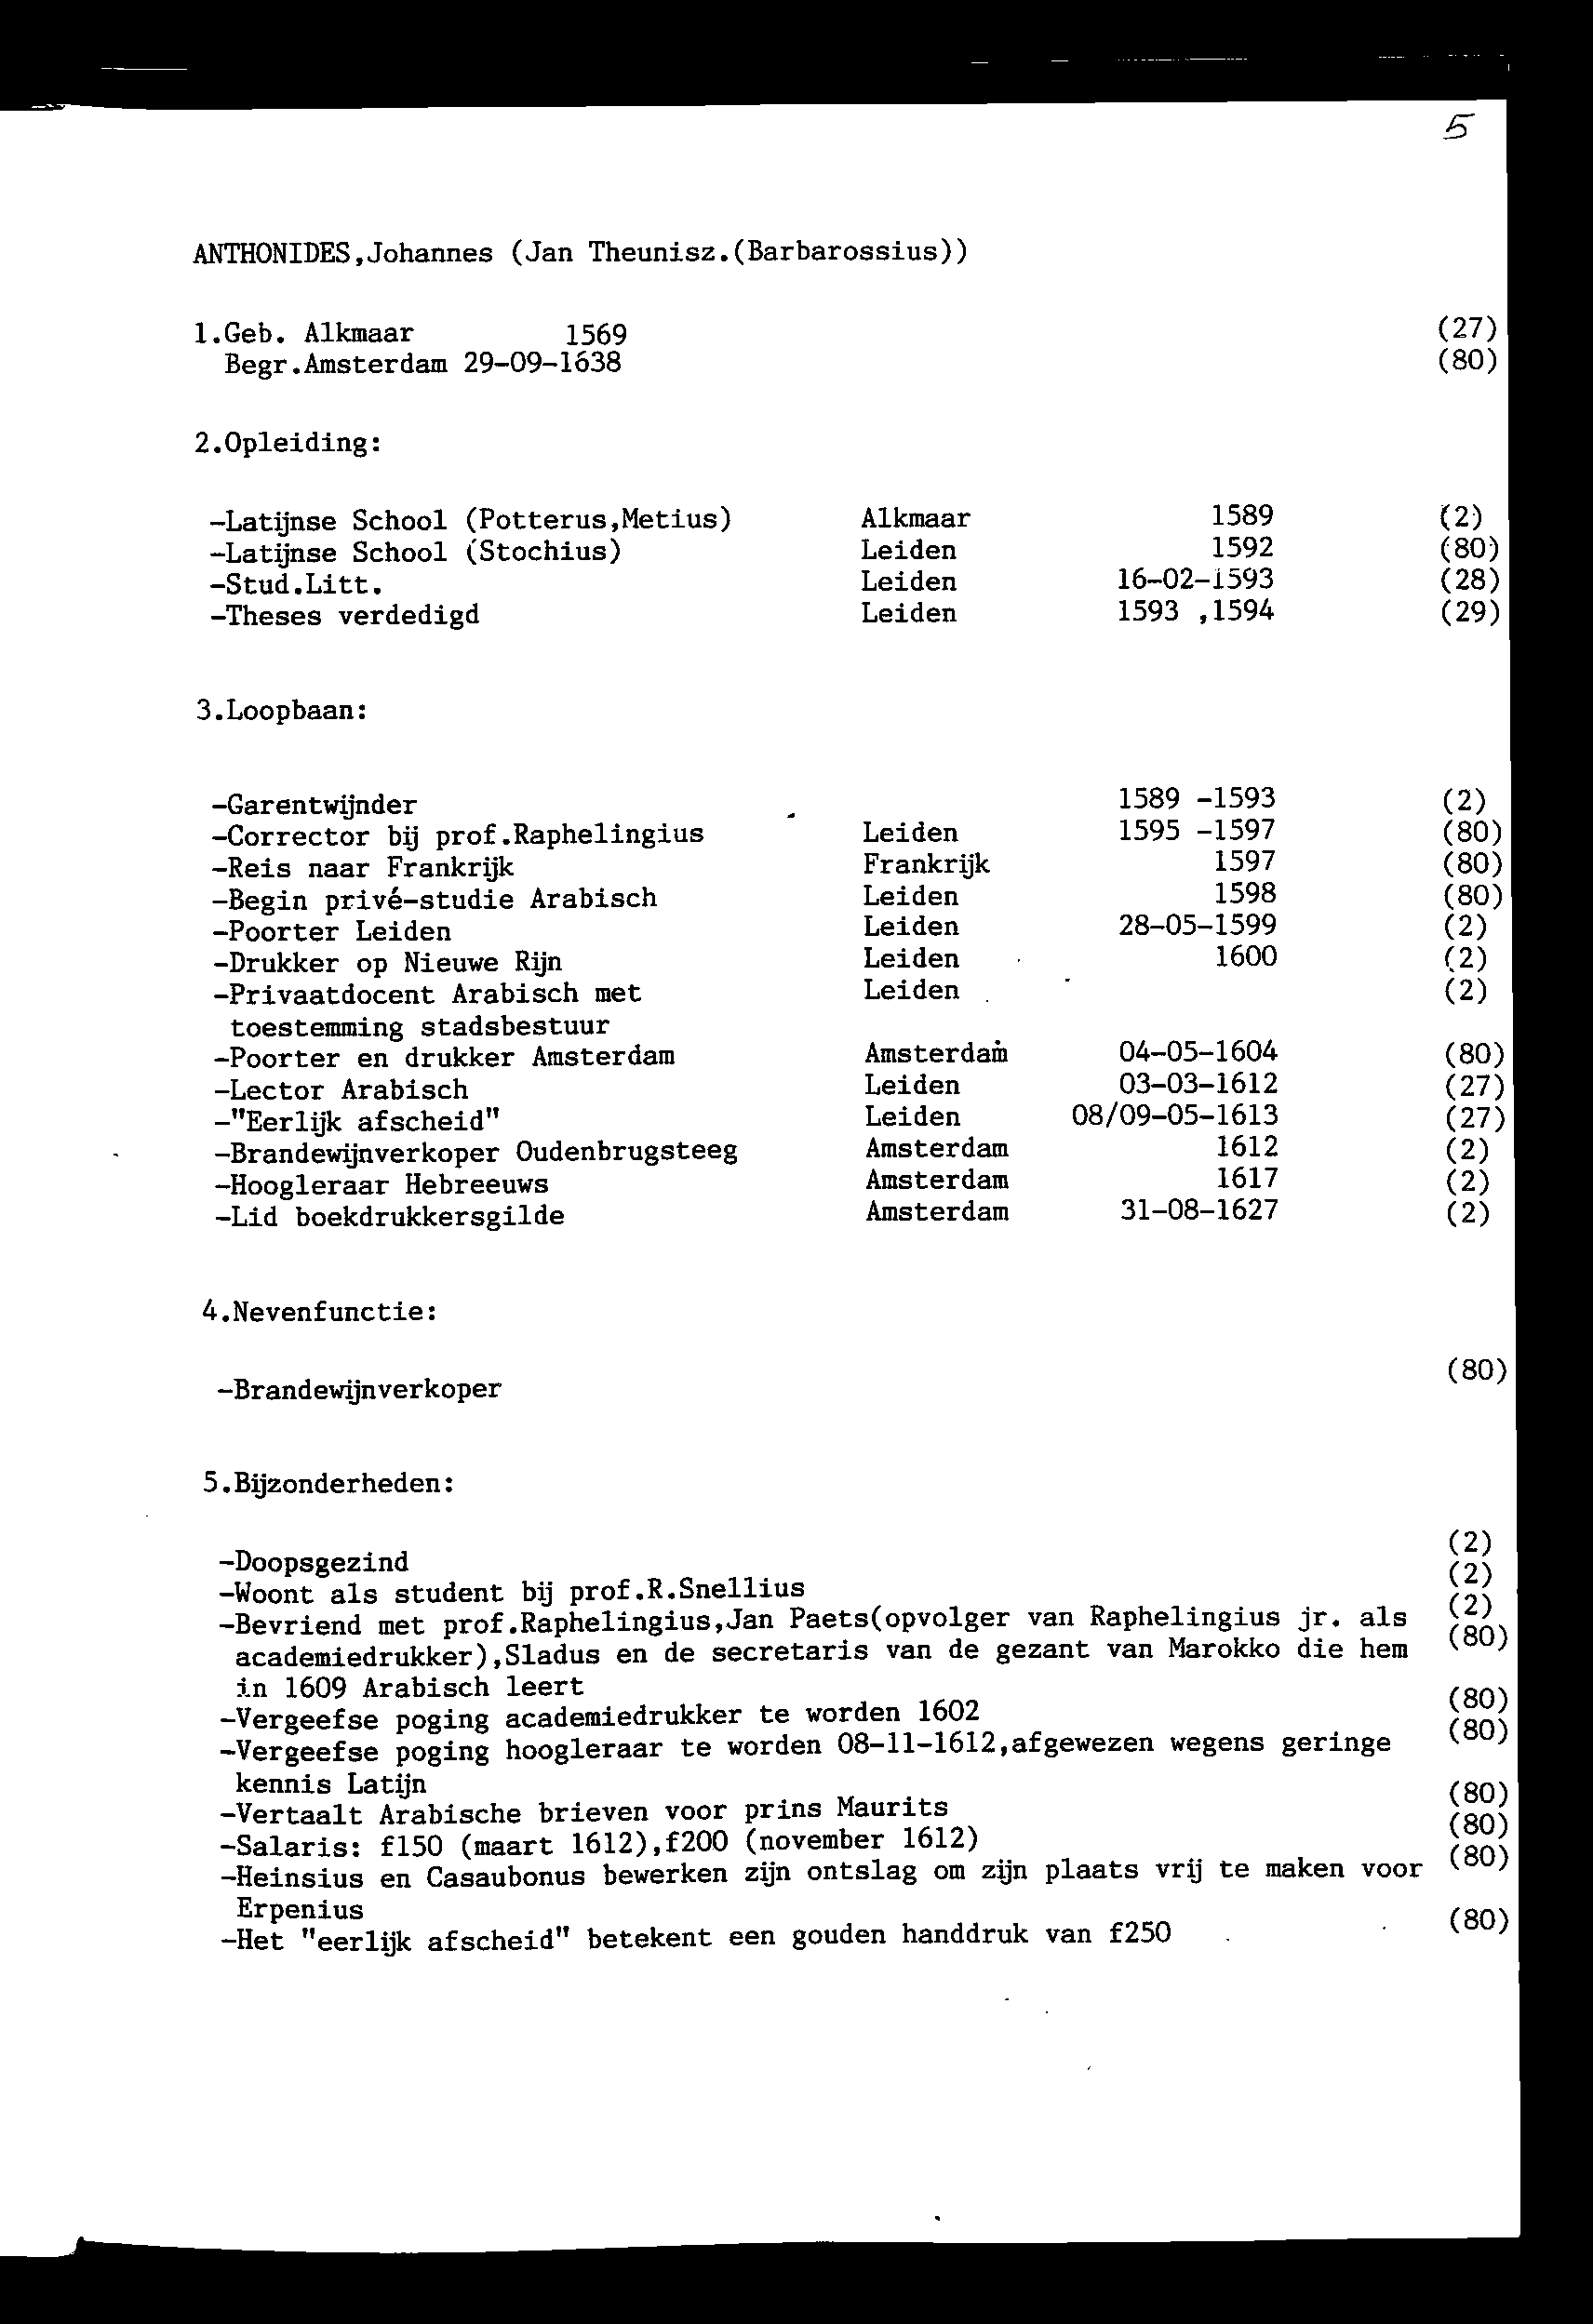 5
ANTHONIDES,Johannes (Jan Theunisz.(Barbarossius))
1.Geb. Alkmaar 1569 (27)
Begr.Amsterdam 29-09-1638 (80)
2.Opleiding:
-Latijnse School (Potterus,Metius) Alkmaar 1589 (2)
-Latijnse School (Stochius) Leiden 1592 (80)
-Stud.Litt. Leiden 16-02-1593 (28)
-Theses verdedigd Leiden 1593 ,1594 (29)
3.Loopbaan:
-Garentwijnder 1589 -1593 (2)
-Corrector bij prof.Raphelingius Leiden 1595 -1597 (80)
-Reis naar Frankrijk Frankrijk 1597 (80)
-Begin privé-studie Arabisch Leiden 1598 (80)
-Poorter Leiden Leiden 28-05-1599 (2)
-Drukker op Nieuwe Rijn Leiden 1600 (2)
-Privaatdocent Arabisch met Leiden (2)
toestemming stadsbestuur
-Poorter en drukker Amsterdam Amsterdam 04-05-1604 (80)
-Lector Arabisch Leiden 03-03-1612 (27)
-"Eerlijk afscheid" Leiden 08/09-05-1613 (27)
-Brandewijnverkoper Oudenbrugsteeg Amsterdam 1612 (2)
-Hoogleraar Hebreeuws Amsterdam 1617 (2)
-Lid boekdrukkersgilde Amsterdam 31-08-1627 (2)
4.Nevenfunctie:
-Brandewijnverkoper (80)
5.Bijzonderheden:
-Doopsgezind (2)
-Woont als student bij prof.R.Snellius (2)
-Bevriend met prof.Raphelingius,Jan Paets(opvolger van Raphelingius jr. als (2)
academiedrukker),Sladus en de secretaris van de gezant van Marokko die hem (80)
in 1609 Arabisch leert
-Vergeefse poging academiedrukker te worden 1602 (80)
-Vergeefse poging hoogleraar te worden 08-11-1612,afgewezen wegens geringe (80)
kennis Latijn
-Vertaalt Arabische brieven voor prins Maurits (80)
-Salaris: f150 (maart 1612),f200 (november 1612) (80)
-Heinsius en Casaubonus bewerken zijn ontslag om zijn plaats vrij te maken voor (80)
Erpenius
-Het "eerlijk afscheid" betekent een gouden handdruk van f250 (80)